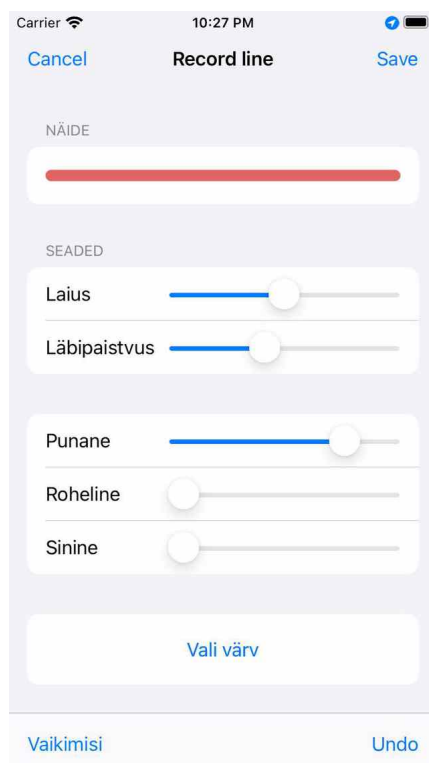 Carrier 10:27 PM
Cancel Record line Save
NÄIDE
SEADED
Laius
Läbipaistvus
Punane
Roheline
Sinine
Vali värv
Vaikimisi Undo